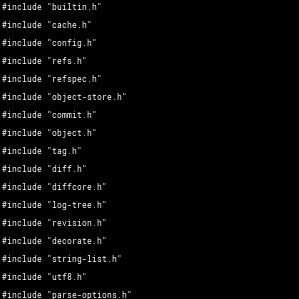 #include "builtin.h"
#include "cache.h"
#include "config.h"
#include "refs.h"
#include "refspec.h"
#include "object-store.h"
#include "commit.h"
#include "object.h"
#include "tag.h"
#include "diff.h"
#include "diffcore.h"
#include "log-tree.h"
#include "revision.h"
#include "decorate.h"
#include "string-list.h"
#include "utf8.h"
#include "parse-options.h"